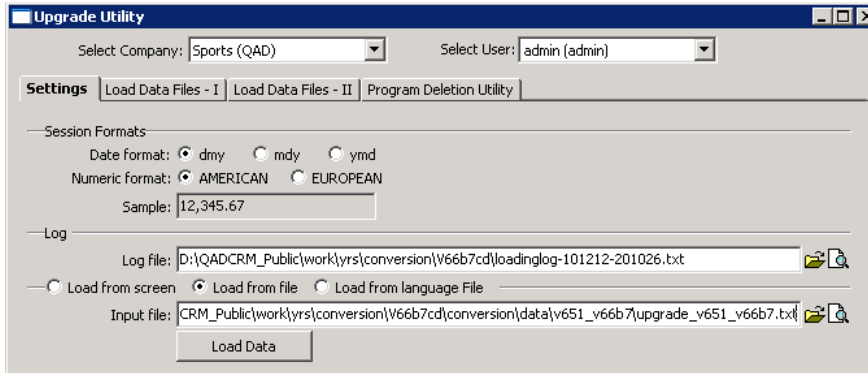 Upgrade Utility
Select Company: Sports (QAD) Select User: admin (admin)
Settings Load Data Files - I Load Data Files - II Program Deletion Utility
Session Formats
Date format: dmy mdy ymd
Numeric format: AMERICAN EUROPEAN
Sample: 12,345.67
Log
Log file: D:\QADCRM_Public\work\yrs\conversion\V66b7cd\loadinglog-101212-201026.txt
Load from screen Load from file Load from language File
Input file: CRM_Public\work\yrs\conversion\V66b7cd\conversion\data\v651_v66b7\upgrade_v651_v66b7.txt
Load Data